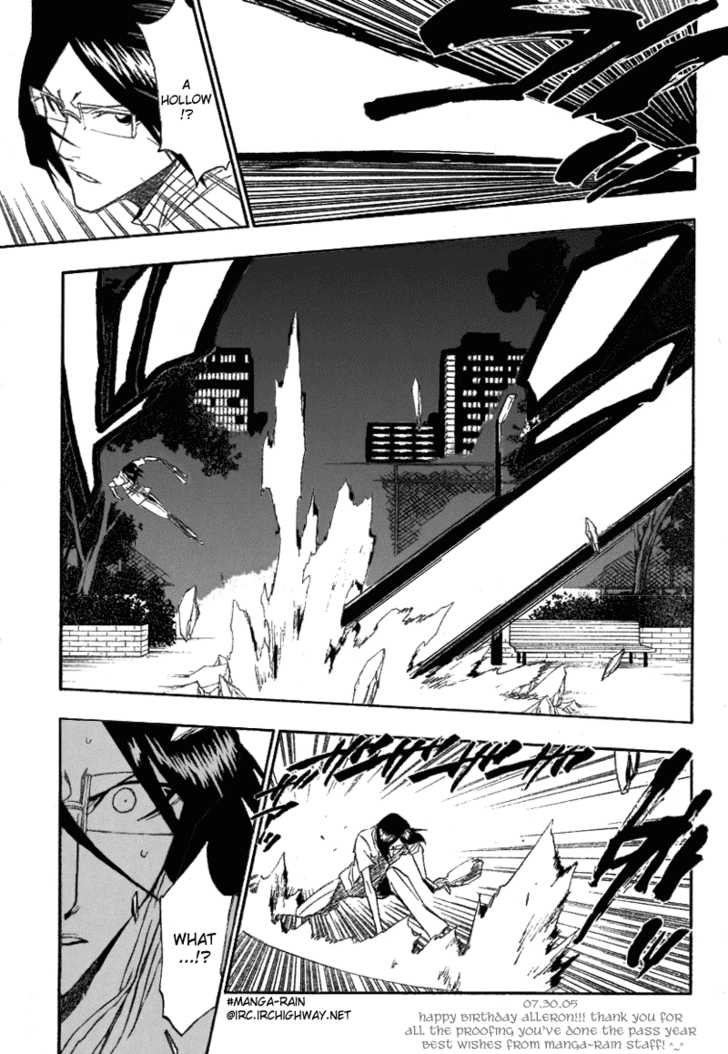 A
HOLLOW
!?
WHAT
...!?
#MANGA-RAIN
@IRC.IRCHIGHWAY.NET
07.30.05
happy birthday alleron!!! thank you for
all the proofing you've done the pass year
best wishes from manga-rain staff! ^_^